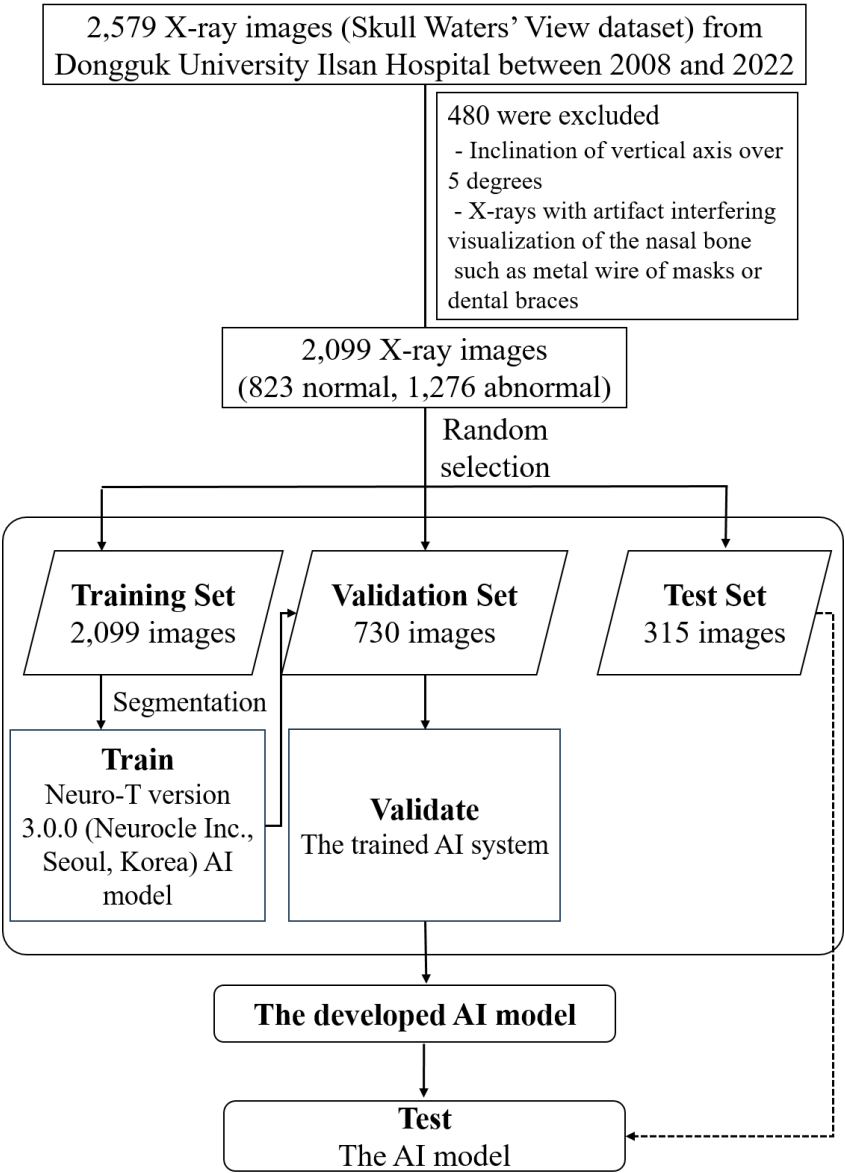 2,579 X-ray images (Skull Waters’ View dataset) from
Dongguk University Ilsan Hospital between 2008 and 2022
480 were excluded
- Inclination of vertical axis over
5 degrees
- X-rays with artifact interfering
visualization of the nasal bone
such as metal wire of masks or
dental braces
2,099 X-ray images
(823 normal, 1,276 abnormal)
Random
selection
Training Set
2,099 images
Validation Set
730 images
Test Set
315 images
Segmentation
Train
Neuro-T version
3.0.0 (Neurocle Inc.,
Seoul, Korea) AI
model
Validate
The trained AI system
The developed AI model
Test
The AI model